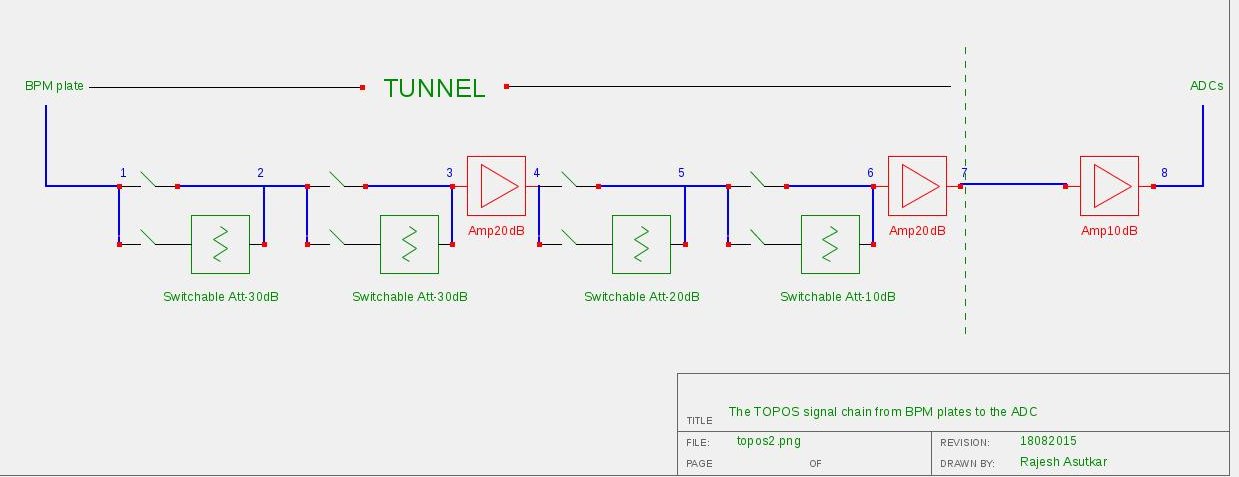 BPM plate
TUNNEL
ADCs
1
2
3
4
5
6
7
8
Amp20dB
Amp20dB
Amp10dB
Switchable Att-30dB
Switchable Att-30dB
Switchable Att-20dB
Switchable Att-10dB
TITLE The TOPOS signal chain from BPM plates to the ADC
FILE: topos2.png
REVISION: 18082015
PAGE OF
DRAWN BY: Rajesh Asutkar